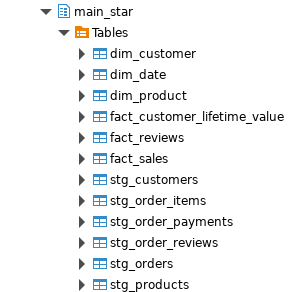 main_star
Tables
dim_customer
dim_date
dim_product
fact_customer_lifetime_value
fact_reviews
fact_sales
stg_customers
stg_order_items
stg_order_payments
stg_order_reviews
stg_orders
stg_products